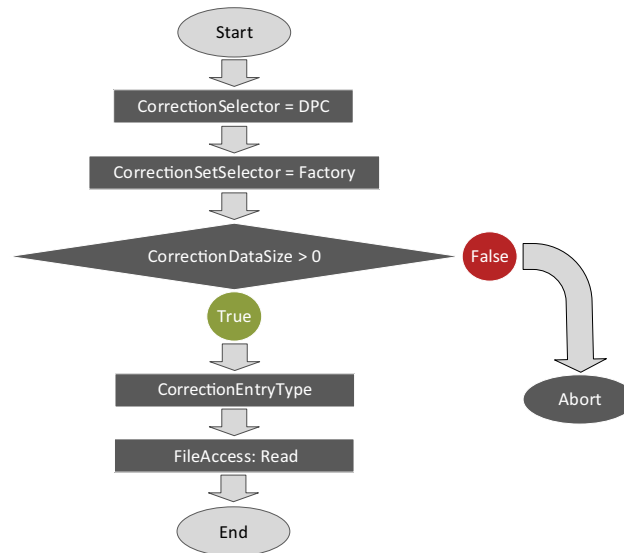 Start
CorrectionSelector = DPC
CorrectionSetSelector = Factory
CorrectionDataSize > 0
False
True
CorrectionEntryType
Abort
FileAccess: Read
End